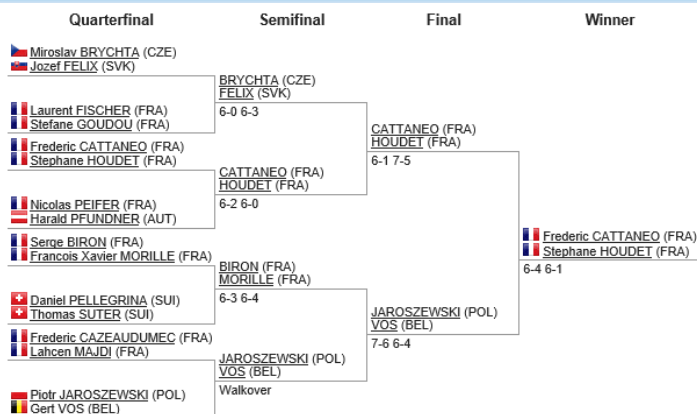 Quarterfinal
Semifinal
Final
Winner
Miroslav BRYCHTA (CZE)
Jozef FELIX (SVK)
Laurent FISCHER (FRA)
Stefane GOUDOU (FRA)
Frederic CATTANEO (FRA)
Stephane HOUDET (FRA)
Nicolas PEIFER (FRA)
Harald PFUNDNER (AUT)
Serge BIRON (FRA)
Francois Xavier MORILLE (FRA)
Daniel PELLEGRINA (SUI)
Thomas SUTER (SUI)
Frederic CAZEAUDUMEC (FRA)
Lahcen MAJDI (FRA)
Piotr JAROSZEWSKI (POL)
Gert VOS (BEL)
BRYCHTA (CZE)
FELIX (SVK)
6-0 6-3
CATTANEO (FRA)
HOUDET (FRA)
6-2 6-0
BIRON (FRA)
MORILLE (FRA)
6-3 6-4
JAROSZEWSKI (POL)
VOS (BEL)
Walkover
CATTANEO (FRA)
HOUDET (FRA)
6-1 7-5
JAROSZEWSKI (POL)
VOS (BEL)
7-6 6-4
Frederic CATTANEO (FRA)
Stephane HOUDET (FRA)
6-4 6-1